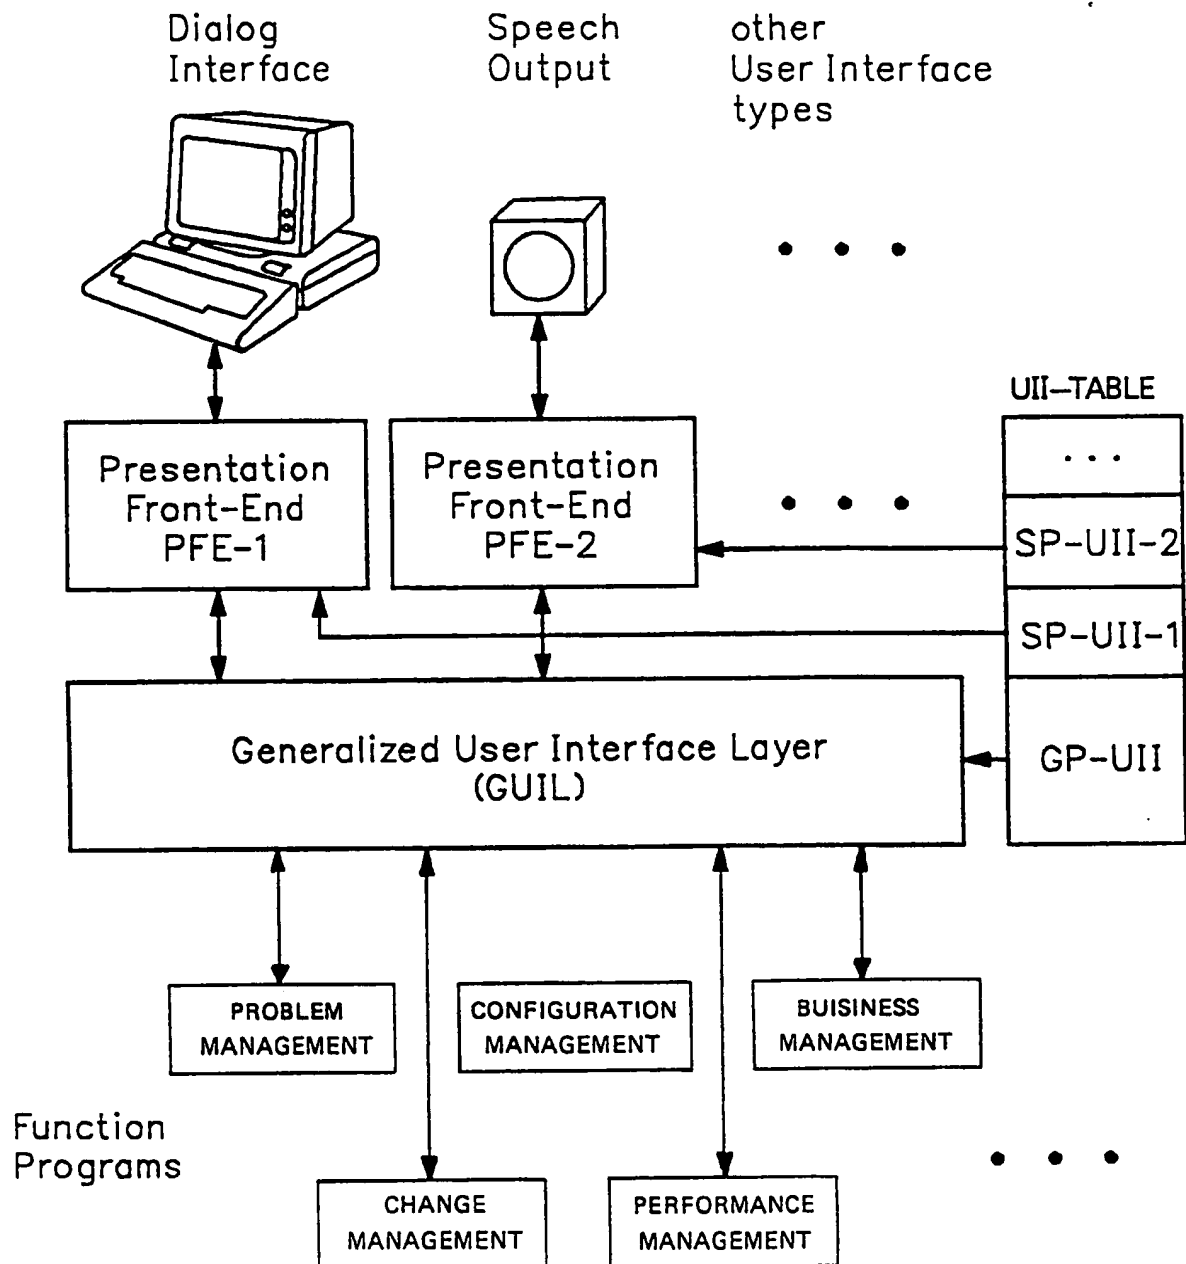 Dialog
Interface
Speech
Output
other
User Interface
types
• • •
UII–TABLE
. . .
SP-UII-2
SP-UII-1
GP-UII
Presentation
Front-End
PFE-1
Presentation
Front-End
PFE-2
• • •
Generalized User Interface Layer
(GUIL)
PROBLEM
MANAGEMENT
CONFIGURATION
MANAGEMENT
BUISINESS
MANAGEMENT
Function
Programs
• • •
CHANGE
MANAGEMENT
PERFORMANCE
MANAGEMENT